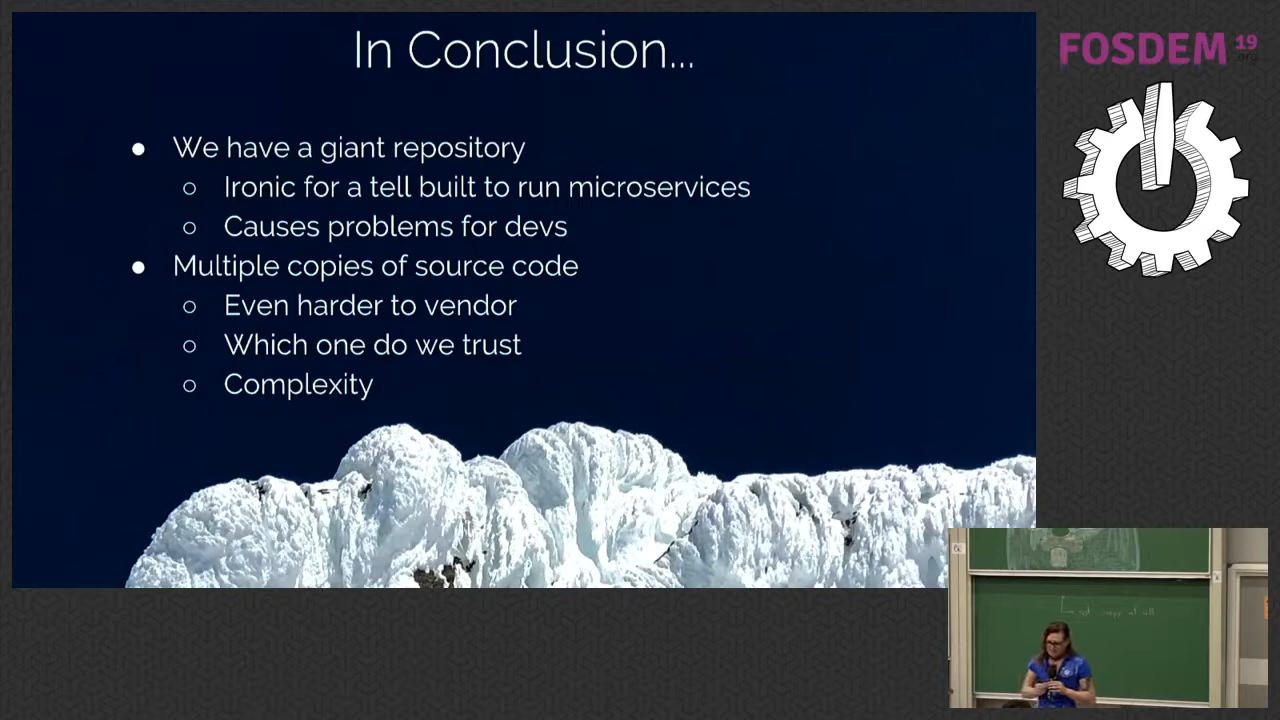 In Conclusion...
● We have a giant repository
○ Ironic for a tell built to run microservices
○ Causes problems for devs
● Multiple copies of source code
○ Even harder to vendor
○ Which one do we trust
○ Complexity
FOSDEM 19
.org